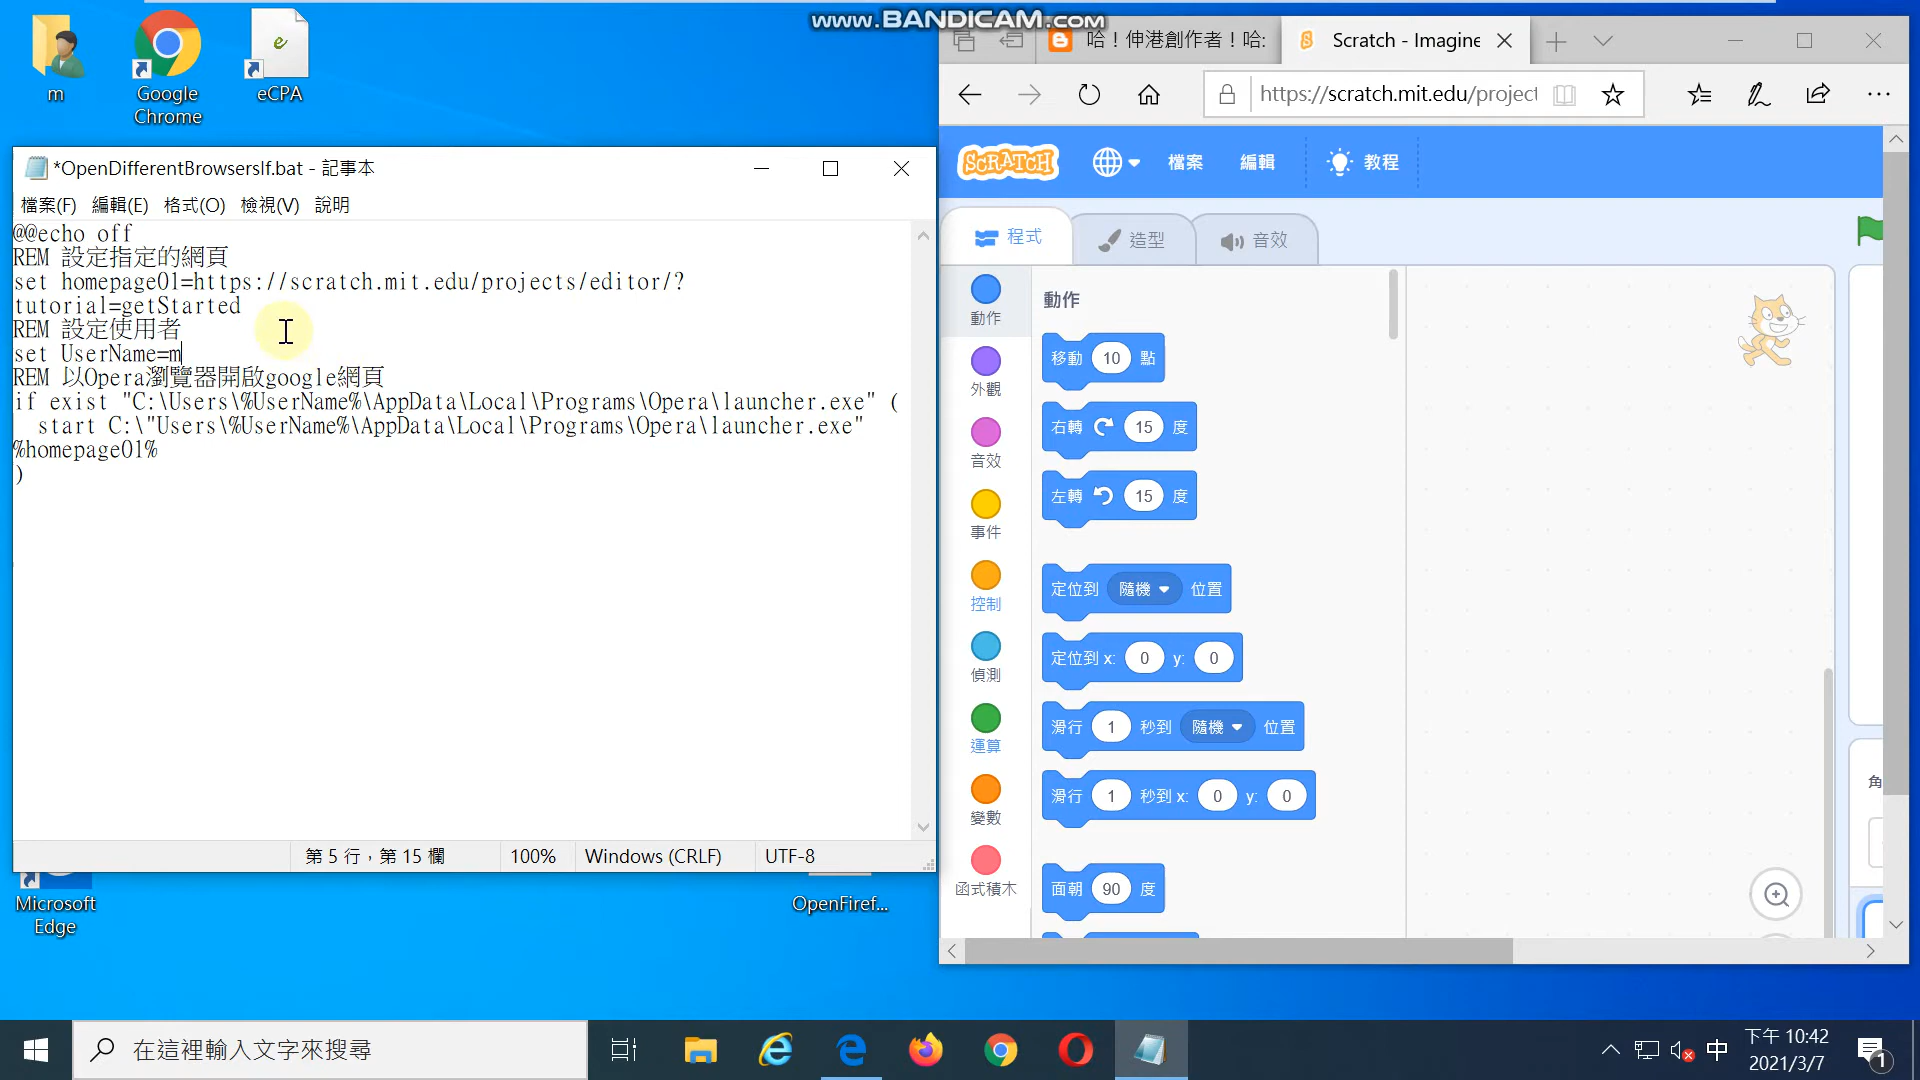 www.BANDICAM.com
m
Google
Chrome
eCPA
*OpenDifferentBrowsersIf.bat - 記事本
檔案(F) 編輯(E) 格式(O) 檢視(V) 說明
@@echo off
REM 設定指定的網頁
set homepage01=https://scratch.mit.edu/projects/editor/?
tutorial=getStarted
REM 設定使用者
set UserName=m
REM 以Opera瀏覽器開啟google網頁
if exist "C:\Users\%UserName%\AppData\Local\Programs\Opera\launcher.exe" (
start C:\"Users\%UserName%\AppData\Local\Programs\Opera\launcher.exe"
%homepage01%
)
第 5 行，第 15 欄 100% Windows (CRLF) UTF-8
Microsoft
Edge
OpenFiref...
哈！伸港創作者！哈:
Scratch - Imagine
https://scratch.mit.edu/project
SCRATCH 檔案 編輯 教程
程式 造型 音效
動作
外觀
音效
事件
控制
偵測
運算
變數
函式積木
動作
移動 10 點
右轉 15 度
左轉 15 度
定位到 隨機 位置
定位到 x: 0 y: 0
滑行 1 秒到 隨機 位置
滑行 1 秒到 x: 0 y: 0
面朝 90 度
角
在這裡輸入文字來搜尋
中
下午 10:42
2021/3/7
1